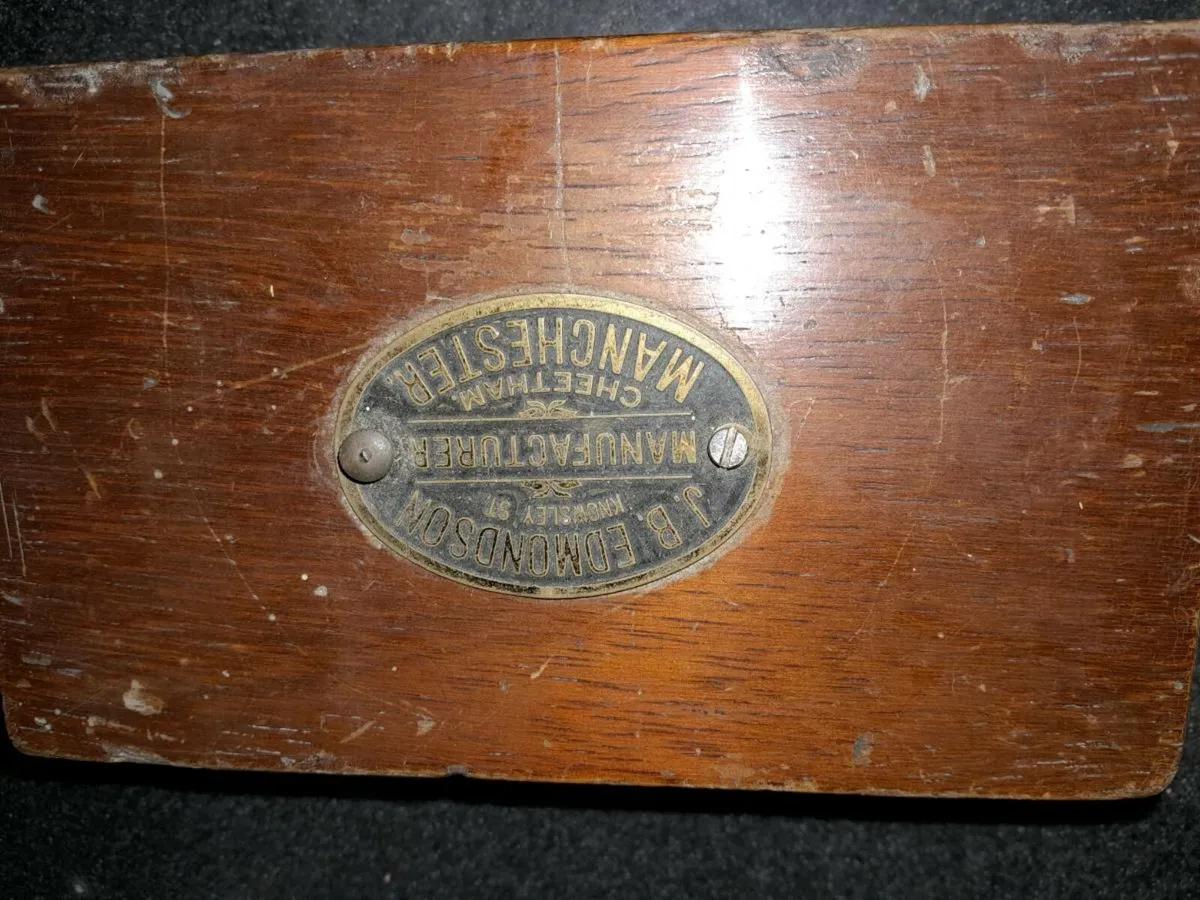 J. B. EDMONDSON
KNOWSLEY ST.
MANUFACTURER
CHEETHAM.
MANCHESTER.